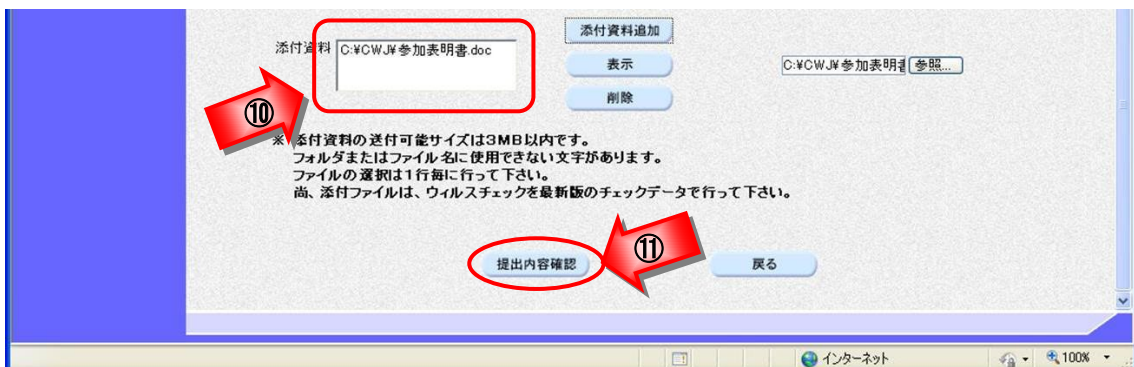 添付資料追加
添付資料 C:¥CWJ¥参加表明書.doc
表示
C:¥CWJ¥参加表明書 参照...
削除
⑩
※ 添付資料の送付可能サイズは3MB以内です。
フォルダまたはファイル名に使用できない文字があります。
ファイルの選択は1行毎に行って下さい。
尚、添付ファイルは、ウィルスチェックを最新版のチェックデータで行って下さい。
⑪
提出内容確認 戻る
インターネット 100%